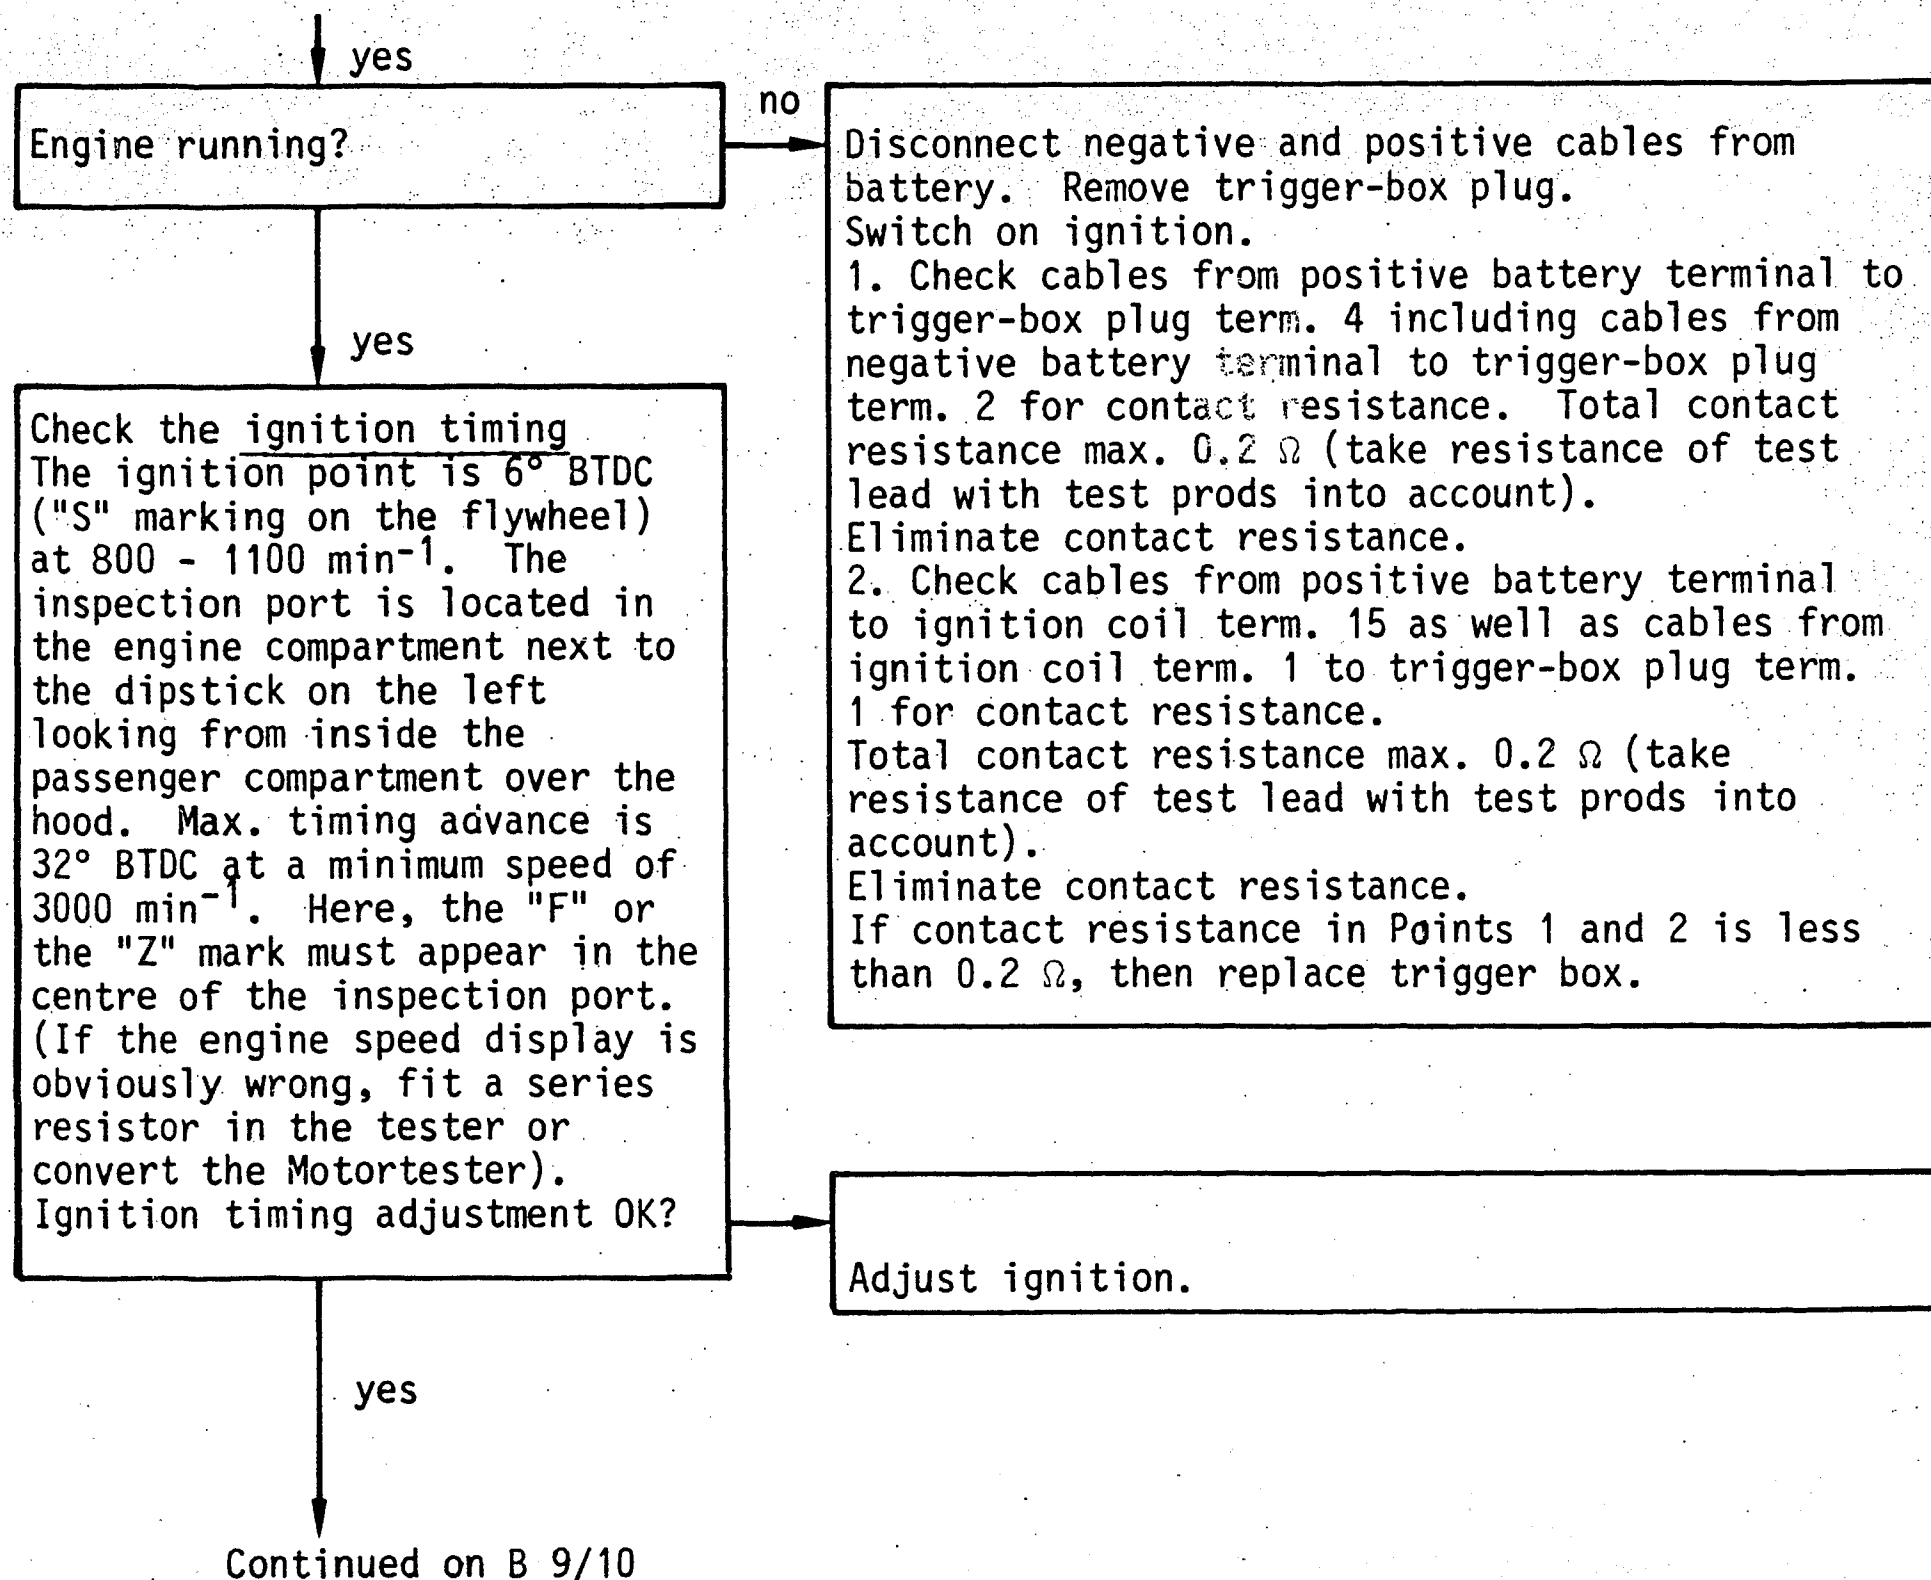 yes
Engine running?
no
Disconnect negative and positive cables from
battery. Remove trigger-box plug.
Switch on ignition.
1. Check cables from positive battery terminal to
trigger-box plug term. 4 including cables from
negative battery terminal to trigger-box plug
term. 2 for contact resistance. Total contact
resistance max. 0.2 Ω (take resistance of test
lead with test prods into account).
Eliminate contact resistance.
2. Check cables from positive battery terminal
to ignition coil term. 15 as well as cables from
ignition coil term. 1 to trigger-box plug term.
1 for contact resistance.
Total contact resistance max. 0.2 Ω (take
resistance of test lead with test prods into
account).
Eliminate contact resistance.
If contact resistance in Points 1 and 2 is less
than 0.2 Ω, then replace trigger box.
yes
Check the ignition timing
The ignition point is 6° BTDC
("S" marking on the flywheel)
at 800 - 1100 min⁻¹. The
inspection port is located in
the engine compartment next to
the dipstick on the left
looking from inside the
passenger compartment over the
hood. Max. timing advance is
32° BTDC at a minimum speed of
3000 min⁻¹. Here, the "F" or
the "Z" mark must appear in the
centre of the inspection port.
(If the engine speed display is
obviously wrong, fit a series
resistor in the tester or
convert the Motortester).
Ignition timing adjustment OK?
Adjust ignition.
yes
Continued on B 9/10